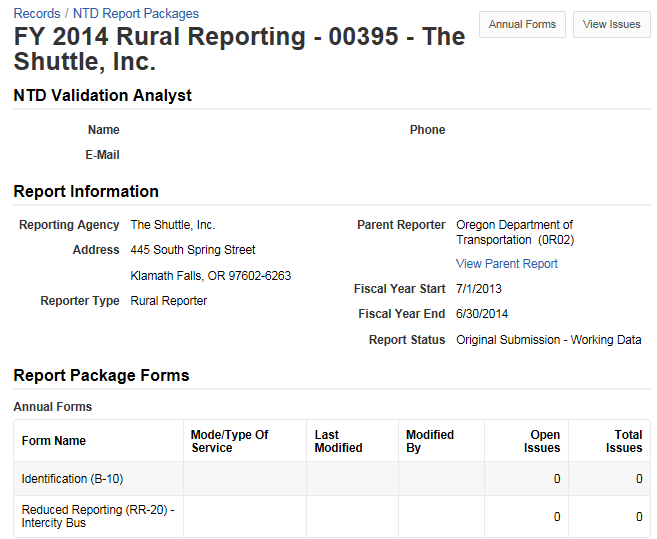 Records / NTD Report Packages
FY 2014 Rural Reporting - 00395 - The
Shuttle, Inc.
Annual Forms
View Issues
NTD Validation Analyst
Name
Phone
E-Mail
Report Information
Reporting Agency The Shuttle, Inc.
Address 445 South Spring Street
Klamath Falls, OR 97602-6263
Reporter Type Rural Reporter
Parent Reporter Oregon Department of
Transportation (0R02)
View Parent Report
Fiscal Year Start 7/1/2013
Fiscal Year End 6/30/2014
Report Status Original Submission - Working Data
Report Package Forms
Annual Forms
Form Name
Mode/Type Of
Service
Last
Modified
Modified
By
Open
Issues
Total
Issues
Identification (B-10) 0 0
Reduced Reporting (RR-20) -
Intercity Bus 0 0